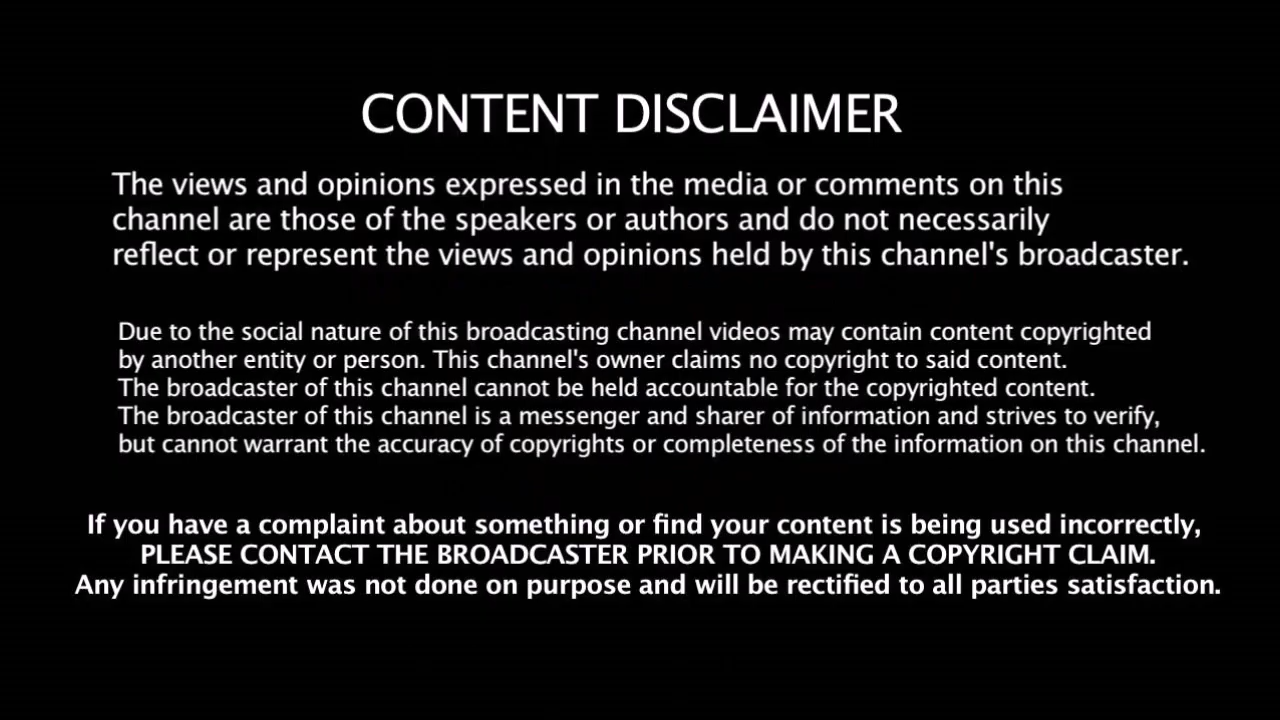 CONTENT DISCLAIMER
The views and opinions expressed in the media or comments on this
channel are those of the speakers or authors and do not necessarily
reflect or represent the views and opinions held by this channel's broadcaster.
Due to the social nature of this broadcasting channel videos may contain content copyrighted
by another entity or person. This channel's owner claims no copyright to said content.
The broadcaster of this channel cannot be held accountable for the copyrighted content.
The broadcaster of this channel is a messenger and sharer of information and strives to verify,
but cannot warrant the accuracy of copyrights or completeness of the information on this channel.
If you have a complaint about something or find your content is being used incorrectly,
PLEASE CONTACT THE BROADCASTER PRIOR TO MAKING A COPYRIGHT CLAIM.
Any infringement was not done on purpose and will be rectified to all parties satisfaction.